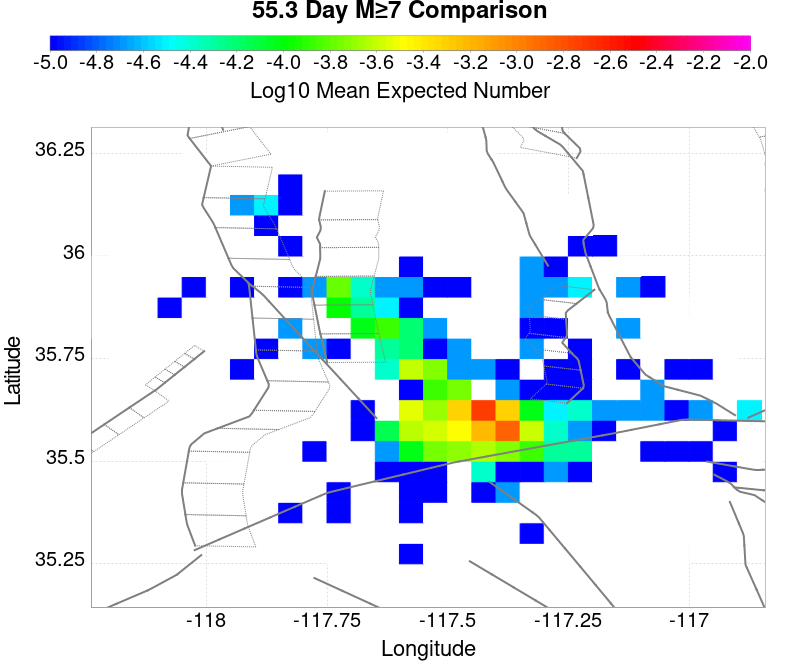 55.3 Day M≥7 Comparison
-5.0 -4.8 -4.6 -4.4 -4.2 -4.0 -3.8 -3.6 -3.4 -3.2 -3.0 -2.8 -2.6 -2.4 -2.2 -2.0
Log10 Mean Expected Number
36.25
36
35.75
35.5
35.25
Latitude
-118 -117.75 -117.5 -117.25 -117
Longitude